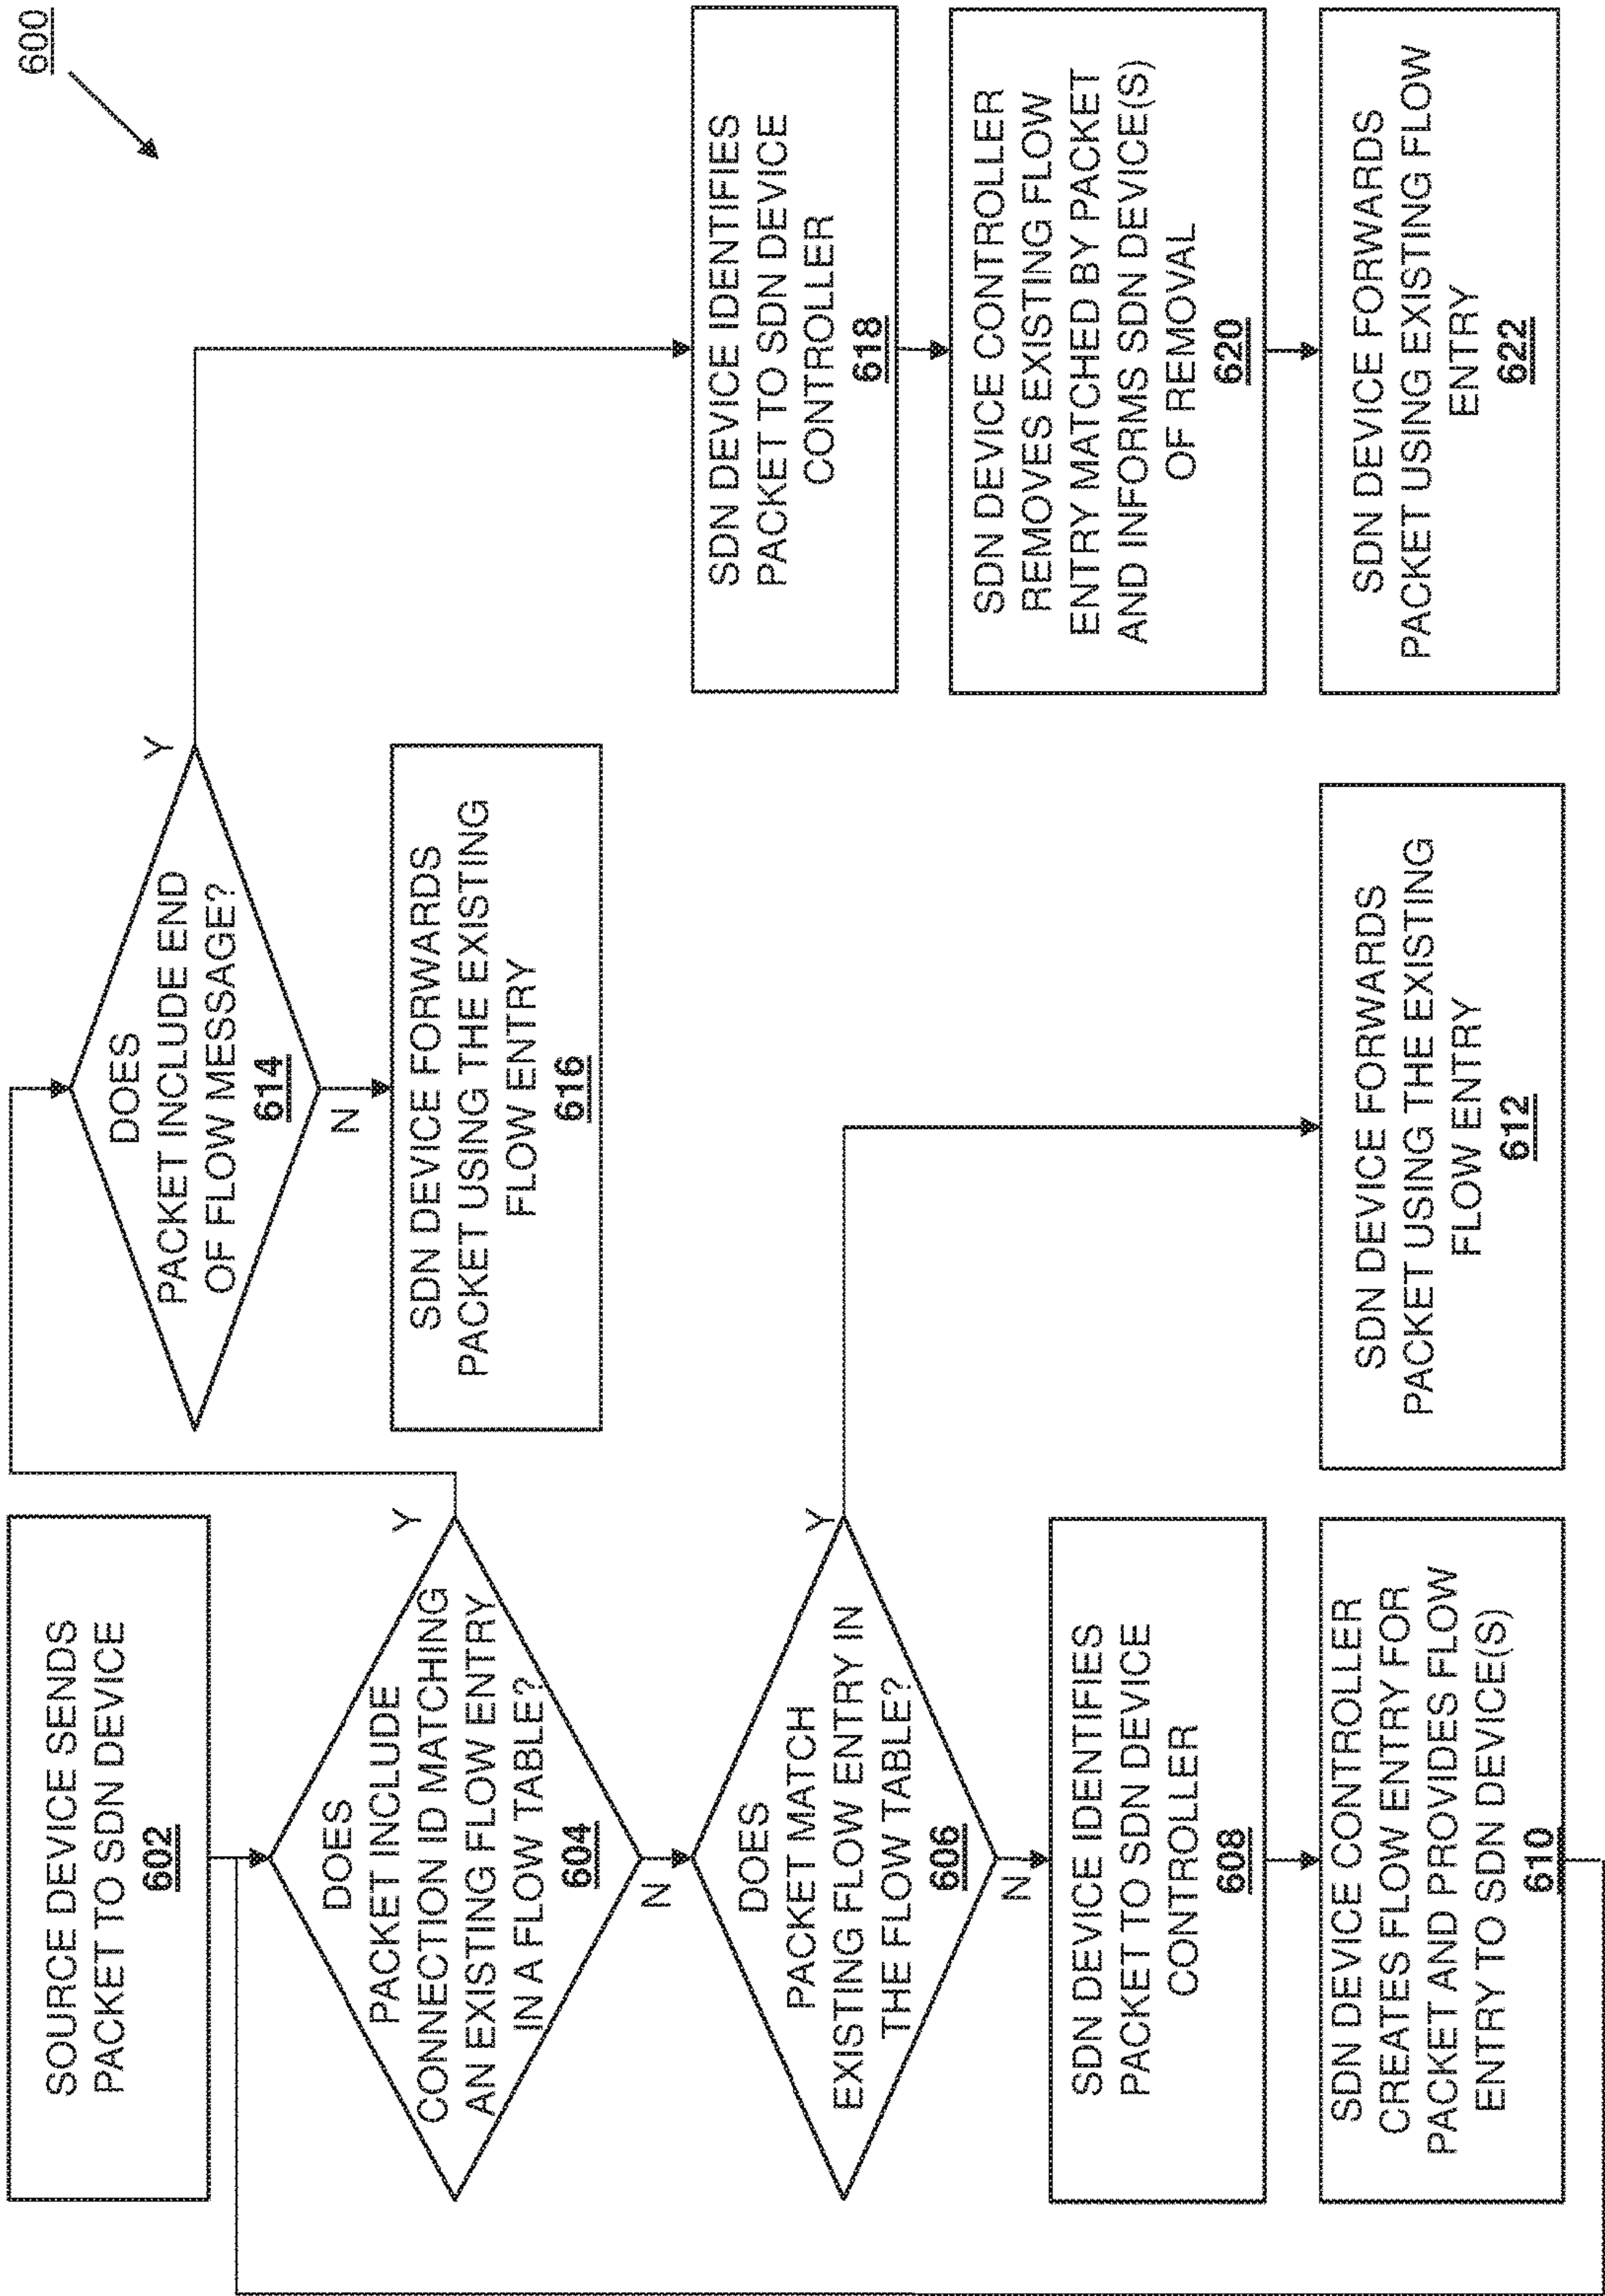 600
SOURCE DEVICE SENDS
PACKET TO SDN DEVICE
602
DOES
PACKET INCLUDE
CONNECTION ID MATCHING
AN EXISTING FLOW ENTRY
IN A FLOW TABLE?
604
Y
N
DOES
PACKET MATCH
EXISTING FLOW ENTRY IN
THE FLOW TABLE?
606
Y
N
SDN DEVICE IDENTIFIES
PACKET TO SDN DEVICE
CONTROLLER
608
SDN DEVICE CONTROLLER
CREATES FLOW ENTRY FOR
PACKET AND PROVIDES FLOW
ENTRY TO SDN DEVICE(S)
610
SDN DEVICE FORWARDS
PACKET USING THE EXISTING
FLOW ENTRY
612
DOES
PACKET INCLUDE END
OF FLOW MESSAGE?
614
Y
N
SDN DEVICE FORWARDS
PACKET USING THE EXISTING
FLOW ENTRY
616
SDN DEVICE IDENTIFIES
PACKET TO SDN DEVICE
CONTROLLER
618
SDN DEVICE CONTROLLER
REMOVES EXISTING FLOW
ENTRY MATCHED BY PACKET
AND INFORMS SDN DEVICE(S)
OF REMOVAL
620
SDN DEVICE FORWARDS
PACKET USING EXISTING FLOW
ENTRY
622